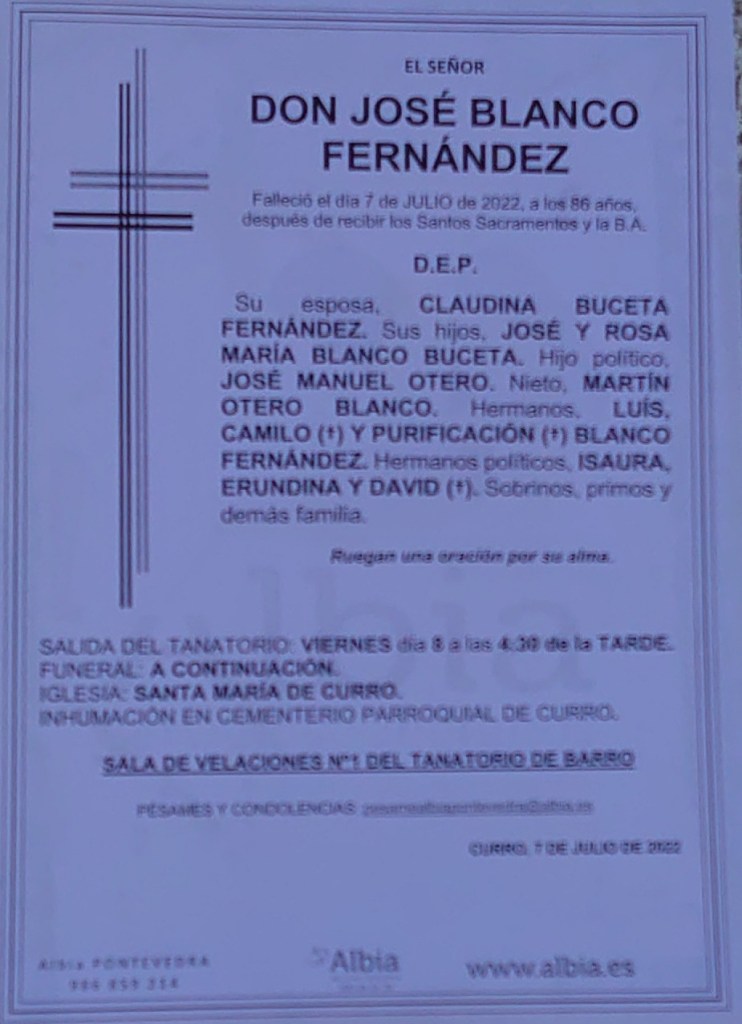 EL SEÑOR
DON JOSÉ BLANCO
FERNÁNDEZ
Falleció el día 7 de JULIO de 2022, a los 86 años,
después de recibir los Santos Sacramentos y la B.A.
D.E.P.
Su esposa, CLAUDINA BUCETA
FERNÁNDEZ. Sus hijos, JOSÉ Y ROSA
MARÍA BLANCO BUCETA. Hijo político,
JOSÉ MANUEL OTERO. Nieto, MARTÍN
OTERO BLANCO. Hermanos, LUÍS,
CAMILO (†) Y PURIFICACIÓN (†) BLANCO
FERNÁNDEZ. Hermanos políticos, ISAURA,
ERUNDINA Y DAVID (†). Sobrinos, primos y
demás familia.
Ruegan una oración por su alma.
SALIDA DEL TANATORIO: VIERNES día 8 a las 4:30 de la TARDE.
FUNERAL: A CONTINUACIÓN.
IGLESIA: SANTA MARÍA DE CURRO.
INHUMACIÓN EN CEMENTERIO PARROQUIAL DE CURRO.
SALA DE VELACIONES Nº1 DEL TANATORIO DE BARRO
PÉSAMES Y CONDOLENCIAS:
CURRO, 7 DE JULIO DE 2022
Albia PONTEVEDRA
986 859 314
Albia
www.albia.es